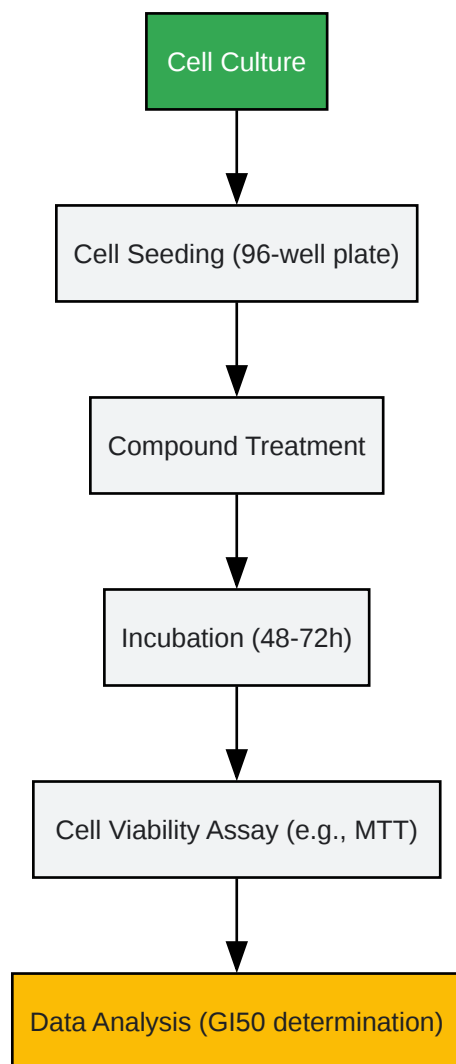 Cell Culture
Cell Seeding (96-well plate)
Compound Treatment
Incubation (48-72h)
Cell Viability Assay (e.g., MTT)
Data Analysis (GI50 determination)